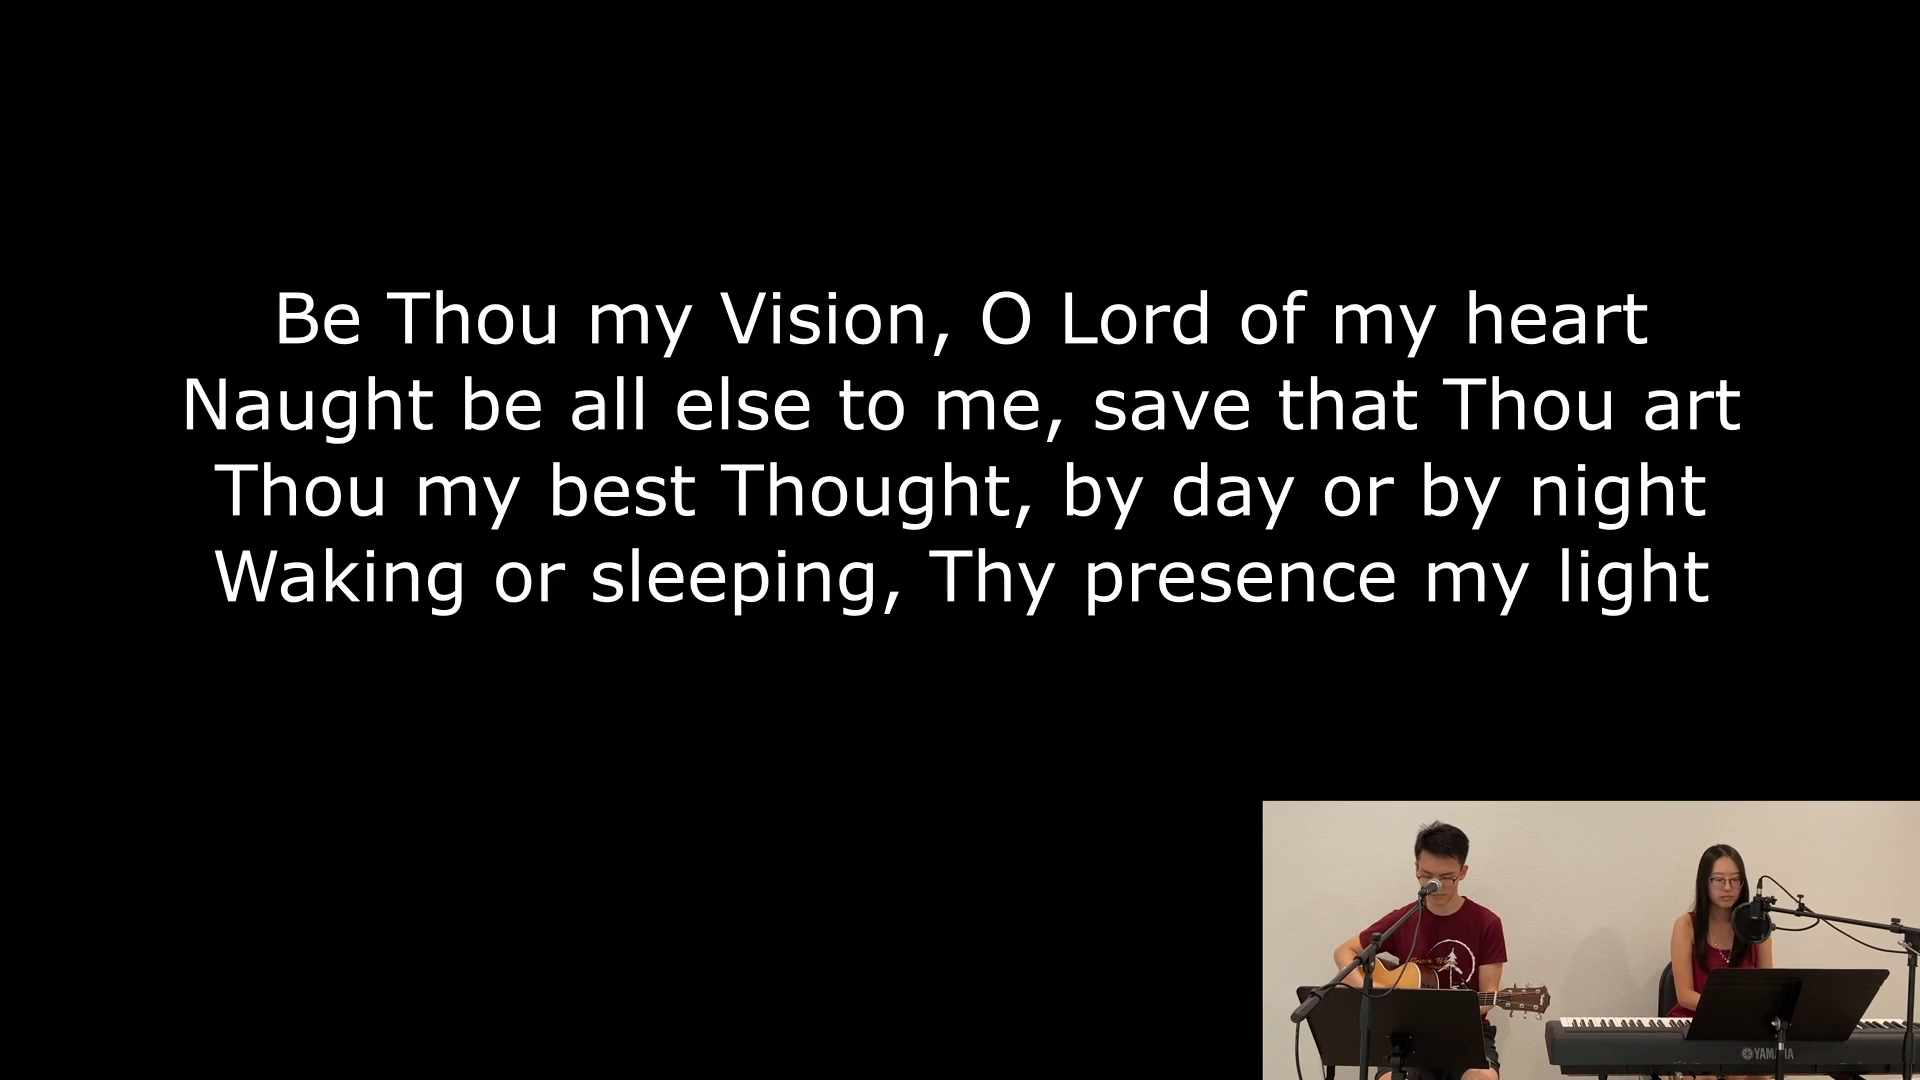 Be Thou my Vision, O Lord of my heart
Naught be all else to me, save that Thou art
Thou my best Thought, by day or by night
Waking or sleeping, Thy presence my light
YAMAHA